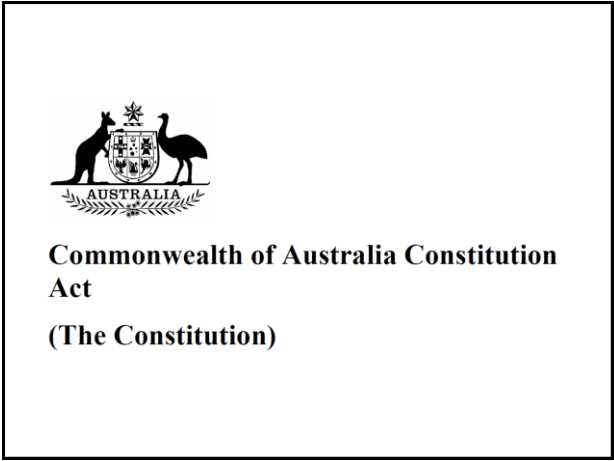 AUSTRALIA
Commonwealth of Australia Constitution
Act
(The Constitution)